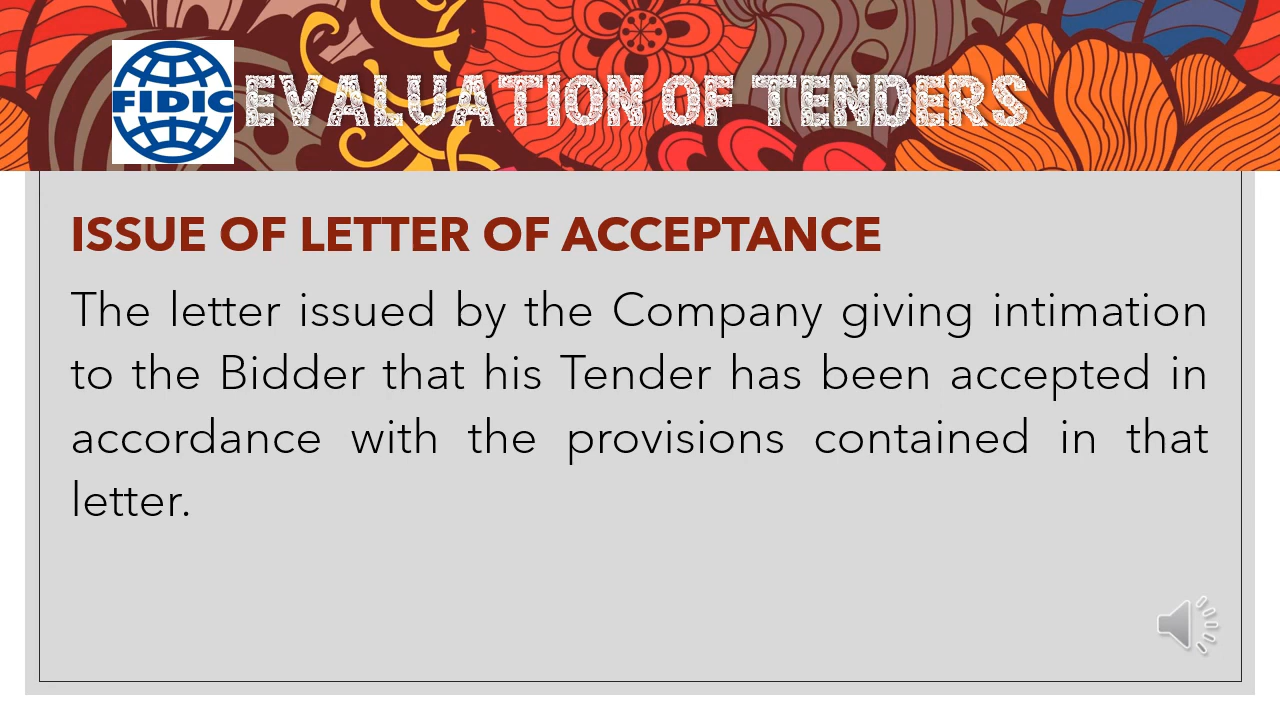 FIDIC
EVALUATION OF TENDERS
ISSUE OF LETTER OF ACCEPTANCE
The letter issued by the Company giving intimation
to the Bidder that his Tender has been accepted in
accordance with the provisions contained in that
letter.